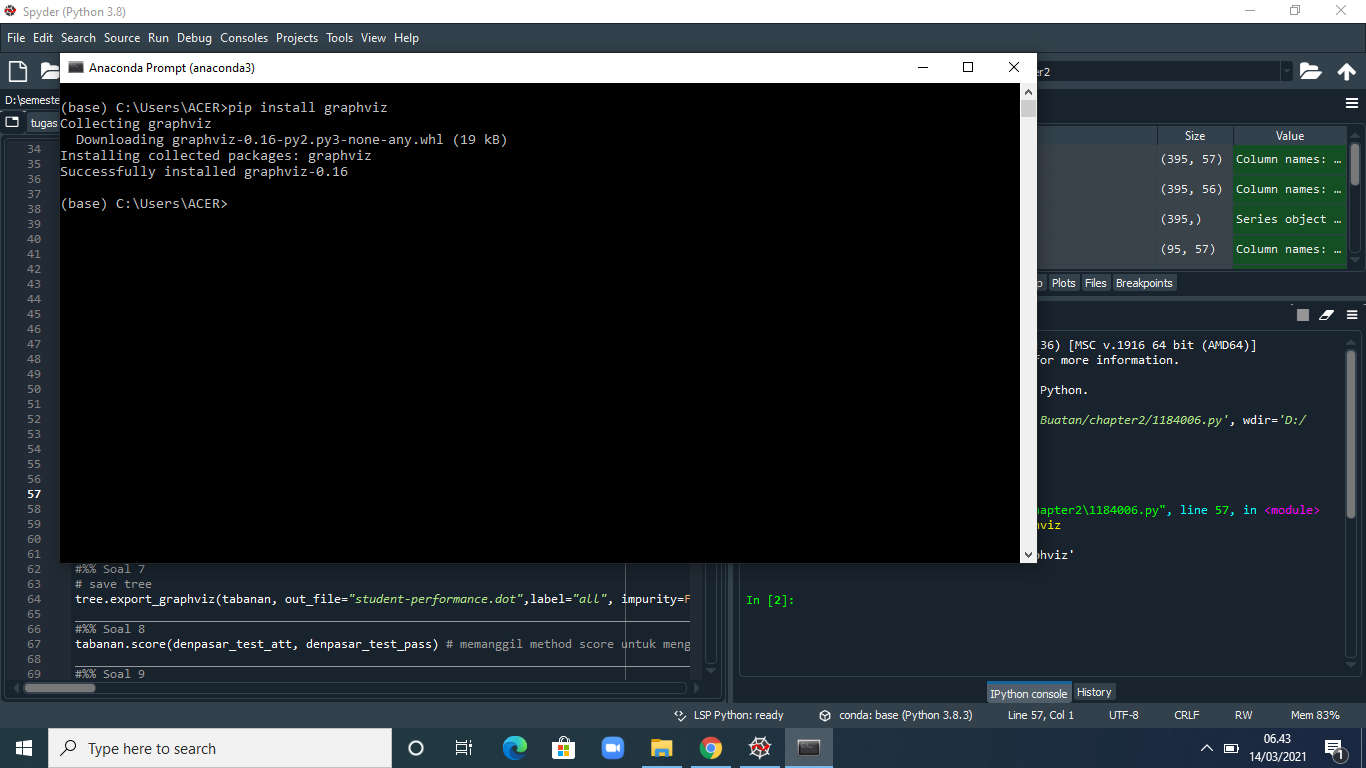 Spyder (Python 3.8)
File Edit Search Source Run Debug Consoles Projects Tools View Help
Anaconda Prompt (anaconda3)
(base) C:\Users\ACER>pip install graphviz
Collecting graphviz
Downloading graphviz-0.16-py2.py3-none-any.whl (19 kB)
Installing collected packages: graphviz
Successfully installed graphviz-0.16
(base) C:\Users\ACER>
D:\semeste
tugas
34
35
36
37
38
39
40
41
42
43
44
45
46
47
48
49
50
51
52
53
54
55
56
57
58
59
60
61
62 #%% Soal 7
63 # save tree
64 tree.export_graphviz(tabanan, out_file="student-performance.dot",label="all", impurity=F
65
66 #%% Soal 8
67 tabanan.score(denpasar_test_att, denpasar_test_pass) # memanggil method score untuk meng
68
69 #%% Soal 9
er2
Size Value
(395, 57) Column names: …
(395, 56) Column names: …
(395,) Series object …
(95, 57) Column names: …
p Plots Files Breakpoints
36) [MSC v.1916 64 bit (AMD64)]
for more information.
Python.
Buatan/chapter2/1184006.py', wdir='D:/
hapter2\1184006.py", line 57, in <module>
hviz
phviz'
In [2]:
IPython console History
LSP Python: ready conda: base (Python 3.8.3) Line 57, Col 1 UTF-8 CRLF RW Mem 83%
Type here to search
06.43
14/03/2021
1